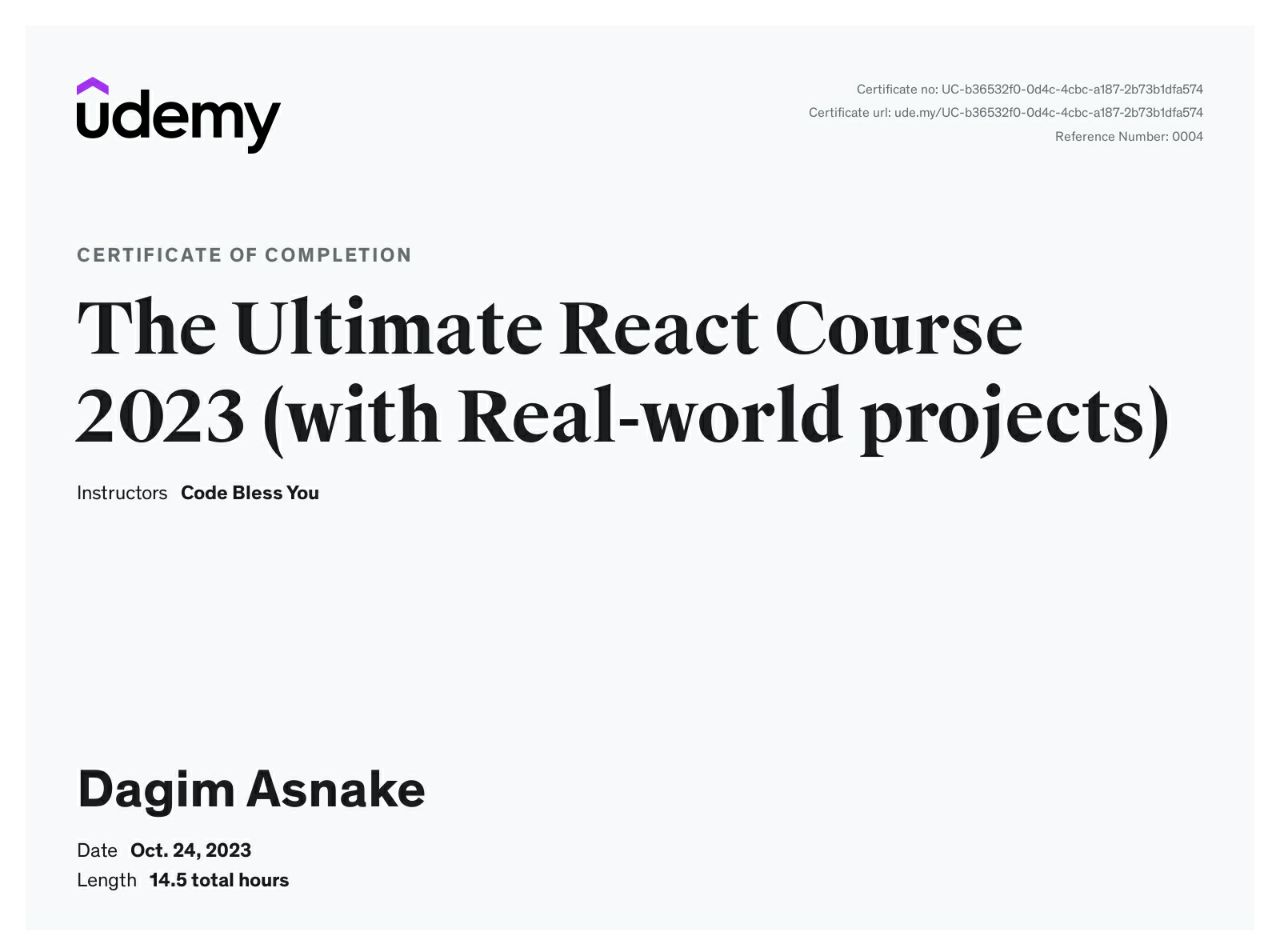 udemy
Certificate no: UC-b36532f0-0d4c-4cbc-a187-2b73b1dfa574
Certificate url: ude.my/UC-b36532f0-0d4c-4cbc-a187-2b73b1dfa574
Reference Number: 0004
CERTIFICATE OF COMPLETION
The Ultimate React Course
2023 (with Real-world projects)
Instructors Code Bless You
Dagim Asnake
Date Oct. 24, 2023
Length 14.5 total hours